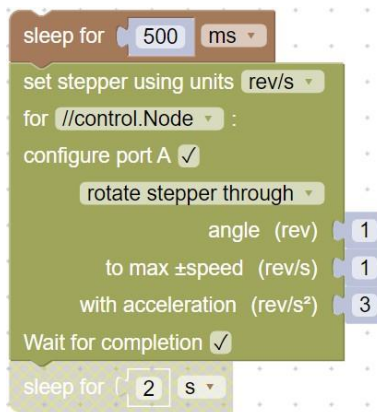 sleep for 500 ms
set stepper using units rev/s
for //control.Node :
configure port A
rotate stepper through
angle (rev) 1
to max ±speed (rev/s) 1
with acceleration (rev/s²) 3
Wait for completion
sleep for 2 s